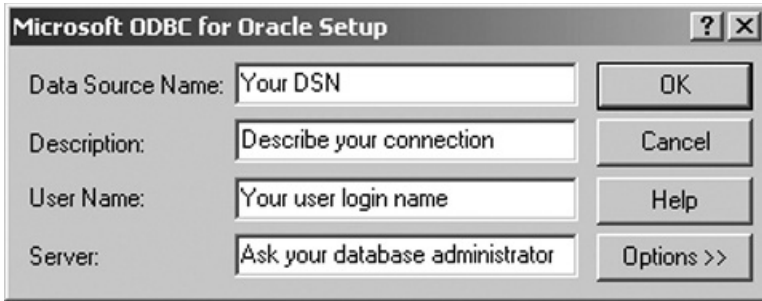 Microsoft ODBC for Oracle Setup ? X
Data Source Name: Your DSN OK
Description: Describe your connection Cancel
User Name: Your user login name Help
Server: Ask your database administrator Options >>